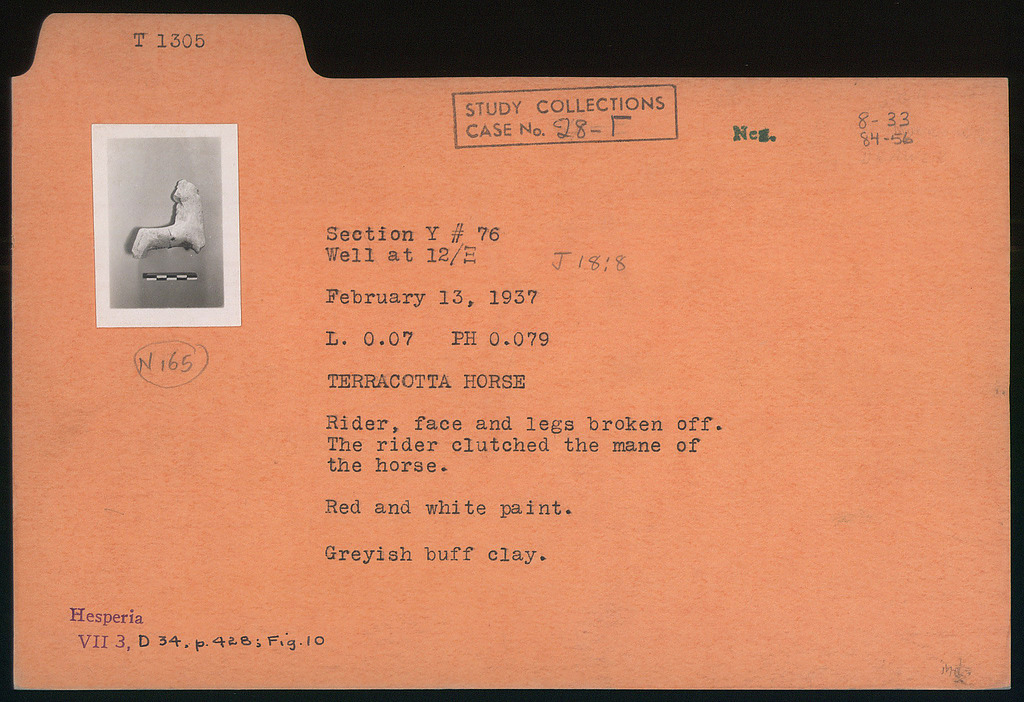 T 1305
STUDY COLLECTIONS
CASE No. 28-Γ
Neg.
8-33
84-56
Section Y # 76
Well at 12/Ξ
J 18:8
February 13, 1937
L. 0.07 PH 0.079
N 165
TERRACOTTA HORSE
Rider, face and legs broken off.
The rider clutched the mane of
the horse.
Red and white paint.
Greyish buff clay.
Hesperia
VII 3, D 34, p. 428; Fig. 10